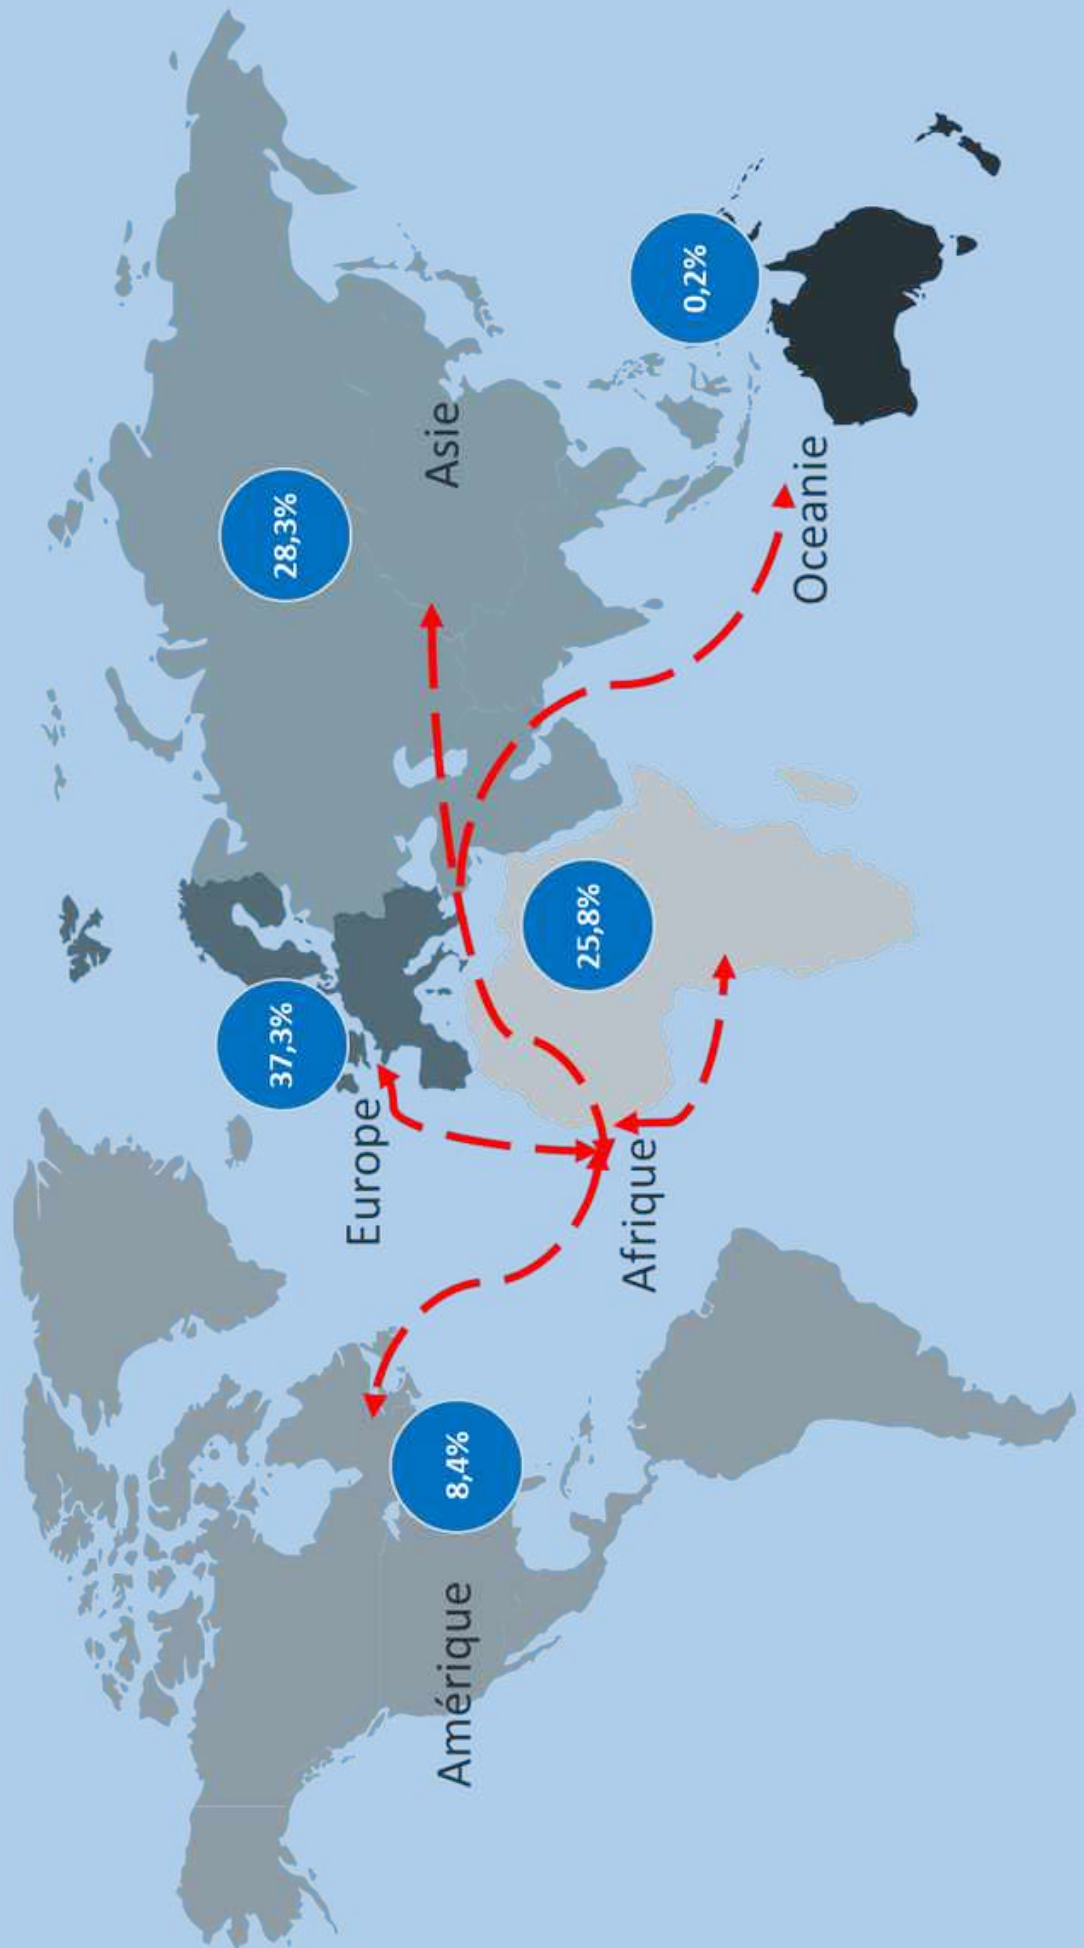 37,3%
28,3%
Europe
Asie
8,4%
25,8%
0,2%
Amérique
Afrique
Oceanie